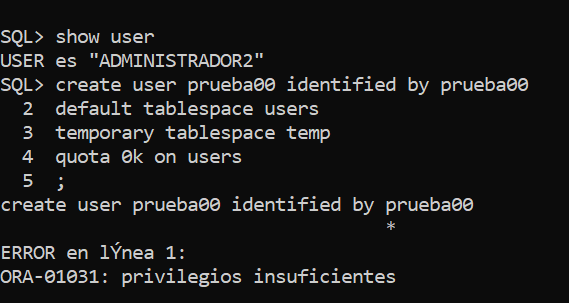 SQL> show user
USER es "ADMINISTRADOR2"
SQL> create user prueba00 identified by prueba00
  2  default tablespace users
  3  temporary tablespace temp
  4  quota 0k on users
  5  ;
create user prueba00 identified by prueba00
                                   *
ERROR en lÝnea 1:
ORA-01031: privilegios insuficientes